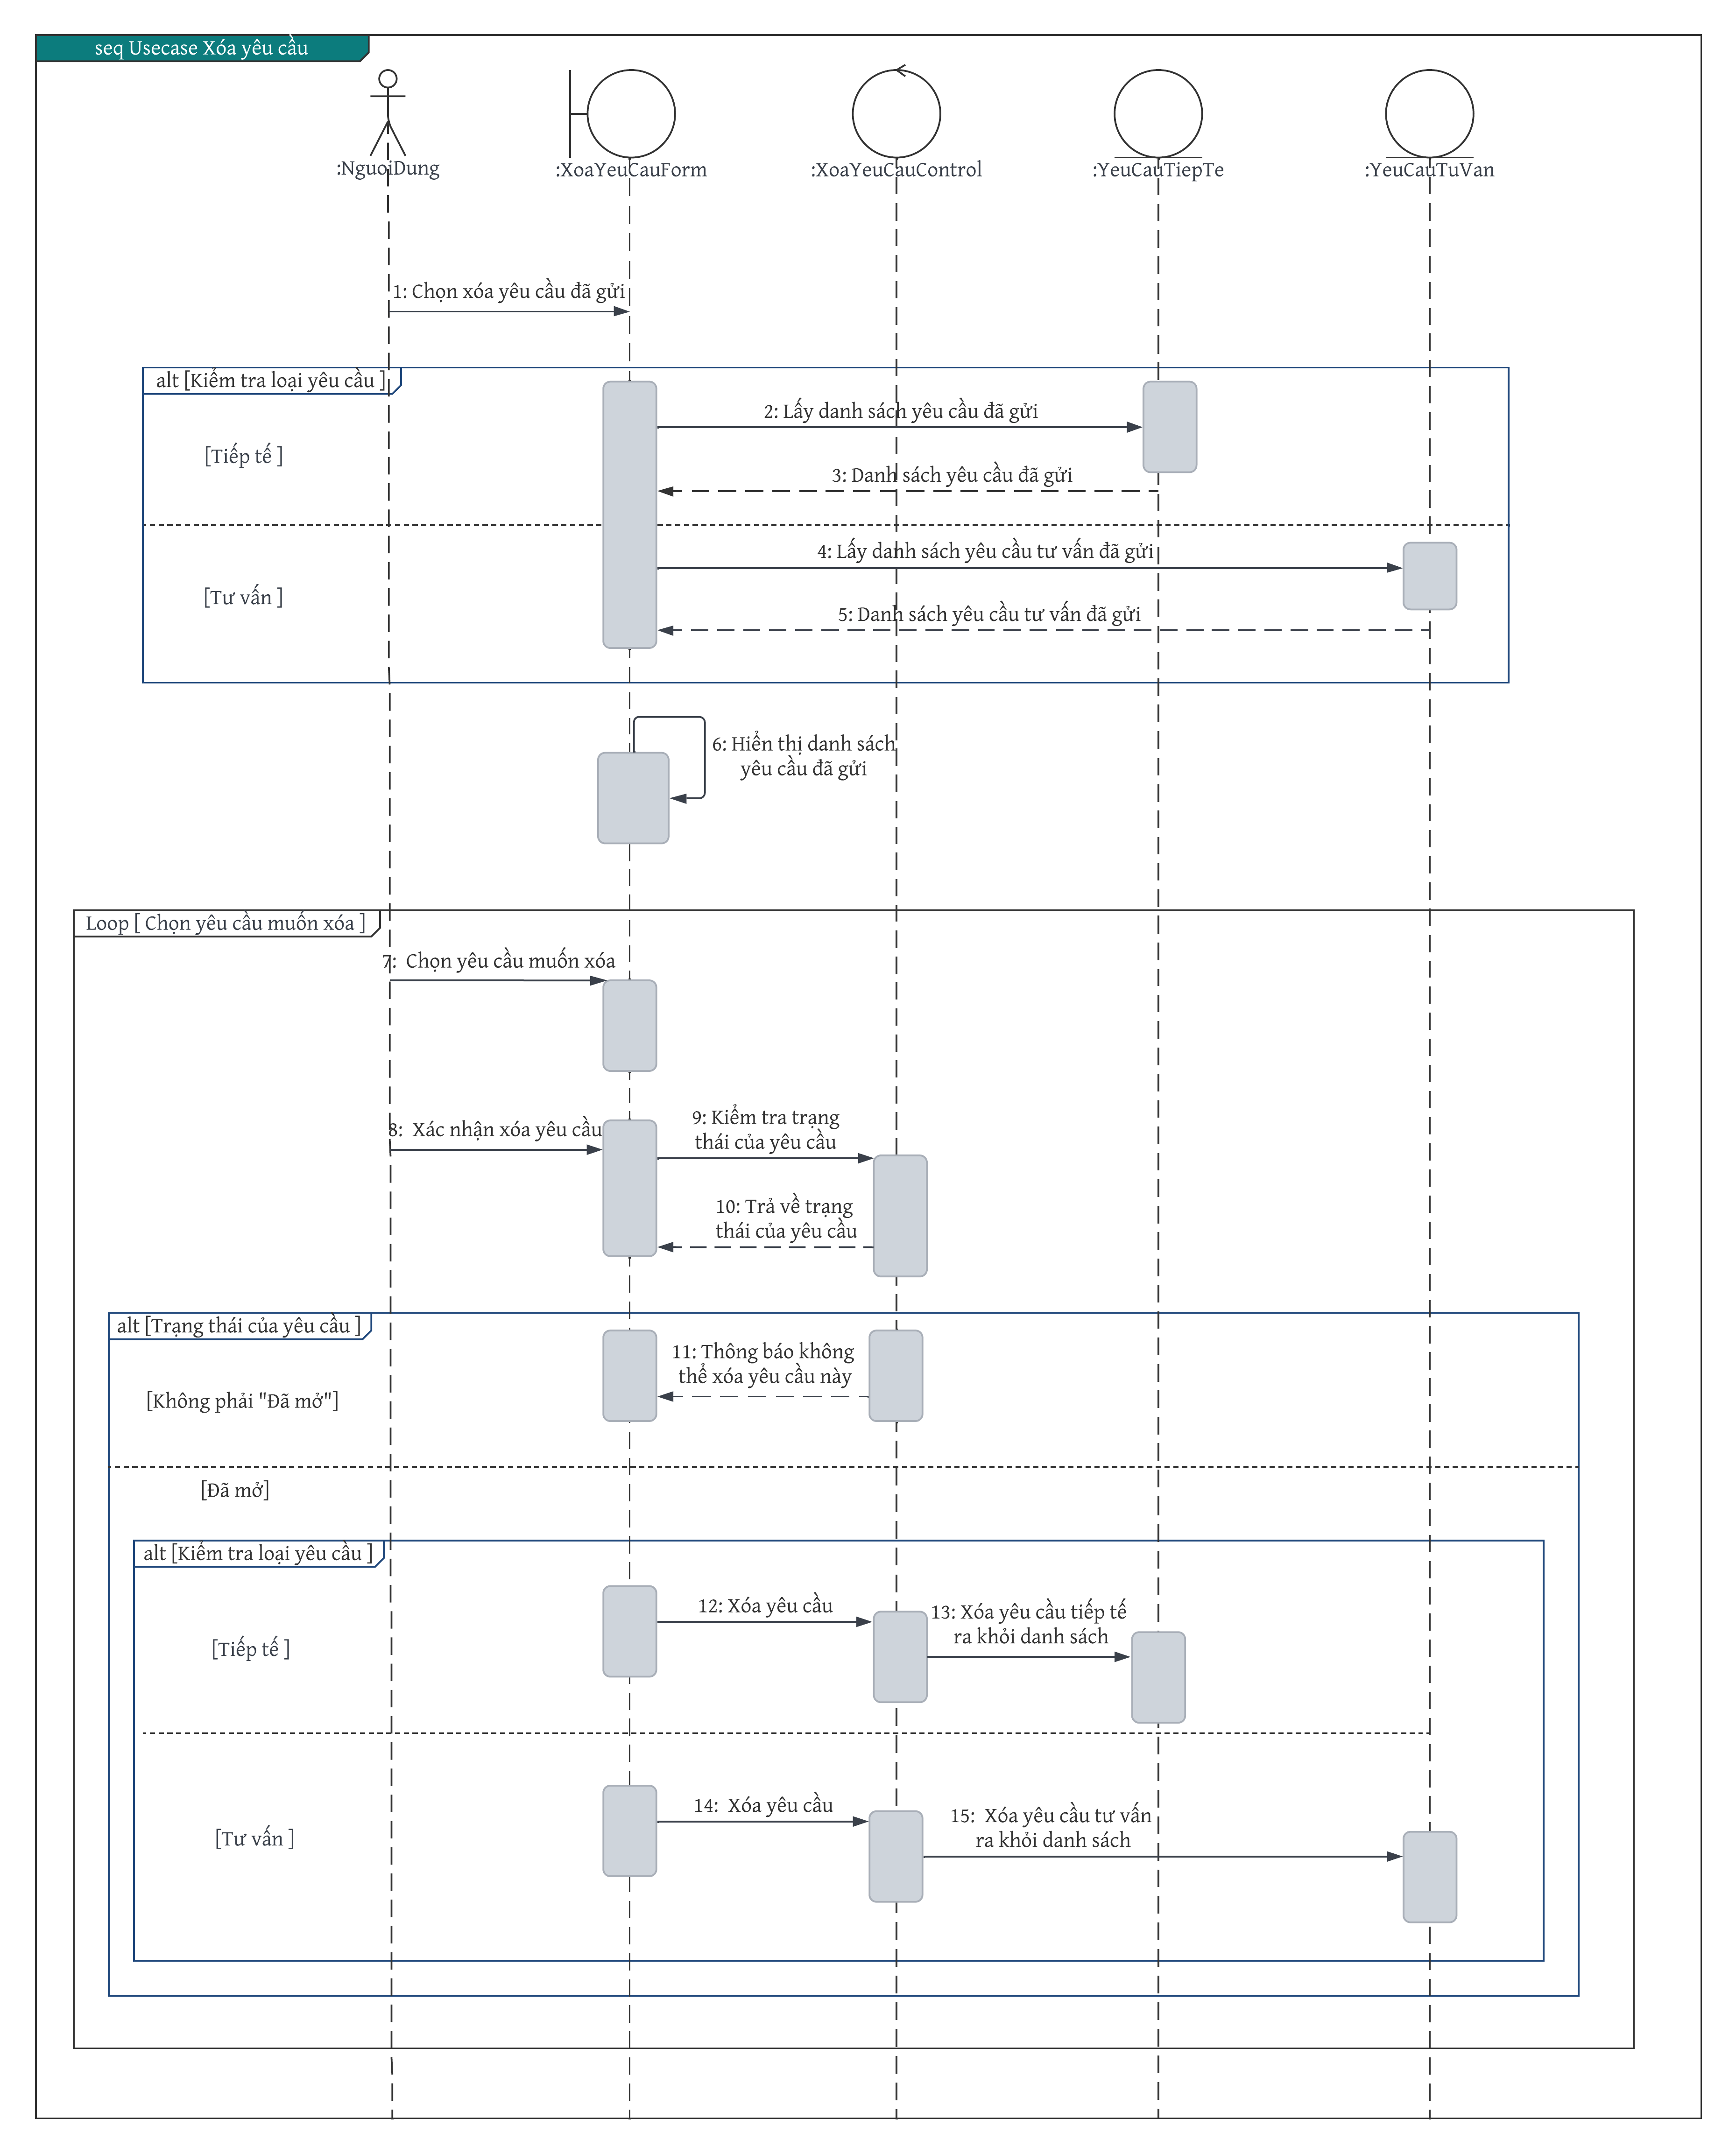 seq Usecase Xóa yêu cầu
:NguoiDung
:XoaYeuCauForm
:XoaYeuCauControl
:YeuCauTiepTe
:YeuCauTuVan
1: Chọn xóa yêu cầu đã gửi
alt [Kiểm tra loại yêu cầu ]
2: Lấy danh sách yêu cầu đã gửi
[Tiếp tế ]
3: Danh sách yêu cầu đã gửi
4: Lấy danh sách yêu cầu tư vấn đã gửi
[Tư vấn ]
5: Danh sách yêu cầu tư vấn đã gửi
6: Hiển thị danh sách
yêu cầu đã gửi
Loop [ Chọn yêu cầu muốn xóa ]
7: Chọn yêu cầu muốn xóa
8: Xác nhận xóa yêu cầu
9: Kiểm tra trạng
thái của yêu cầu
10: Trả về trạng
thái của yêu cầu
alt [Trạng thái của yêu cầu ]
11: Thông báo không
thể xóa yêu cầu này
[Không phải "Đã mở"]
[Đã mở]
alt [Kiểm tra loại yêu cầu ]
12: Xóa yêu cầu
13: Xóa yêu cầu tiếp tế
ra khỏi danh sách
[Tiếp tế ]
14: Xóa yêu cầu
15: Xóa yêu cầu tư vấn
ra khỏi danh sách
[Tư vấn ]